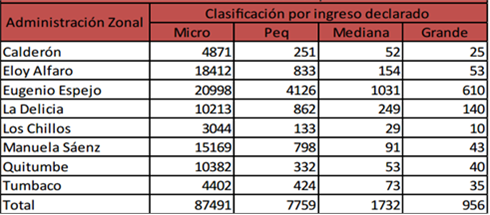 Administración Zonal Clasificación por ingreso declarado
Micro Peq Mediana Grande
Calderón 4871 251 52 25
Eloy Alfaro 18412 833 154 53
Eugenio Espejo 20998 4126 1031 610
La Delicia 10213 862 249 140
Los Chillos 3044 133 29 10
Manuela Sáenz 15169 798 91 43
Quitumbe 10382 332 53 40
Tumbaco 4402 424 73 35
Total 87491 7759 1732 956